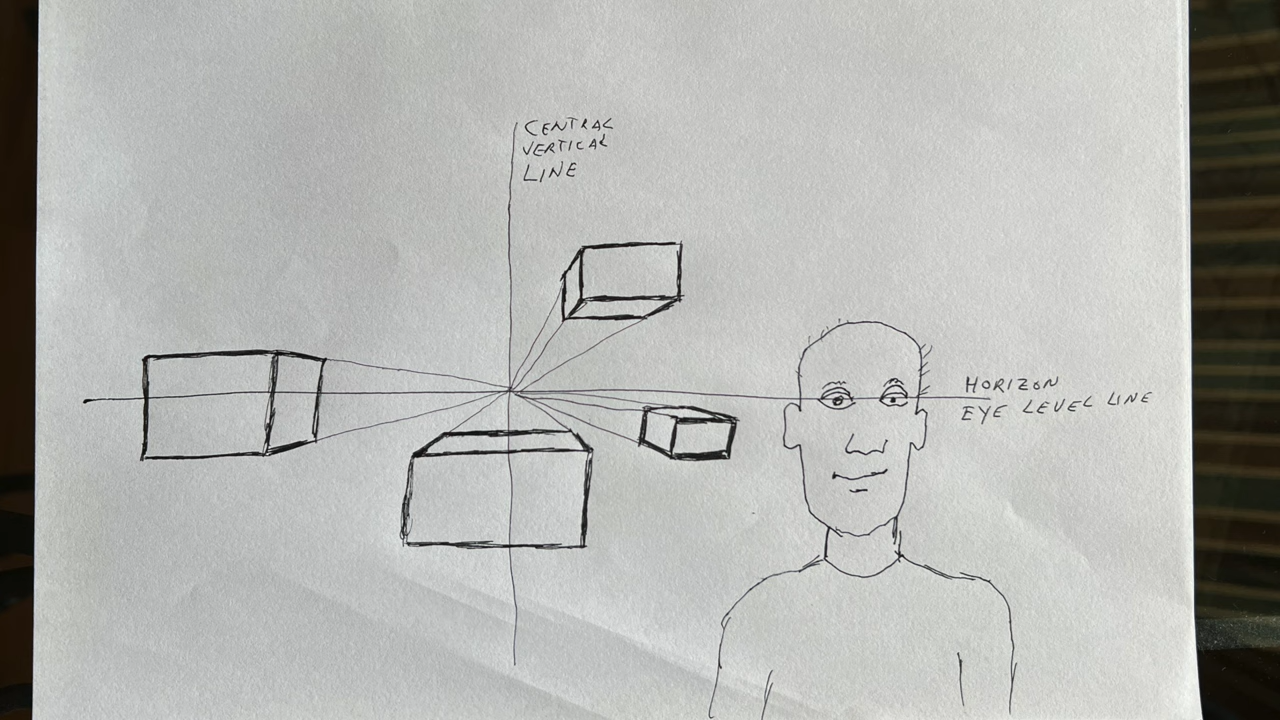 CENTRAL
VERTICAL
LINE
HORIZON
EYE LEVEL LINE